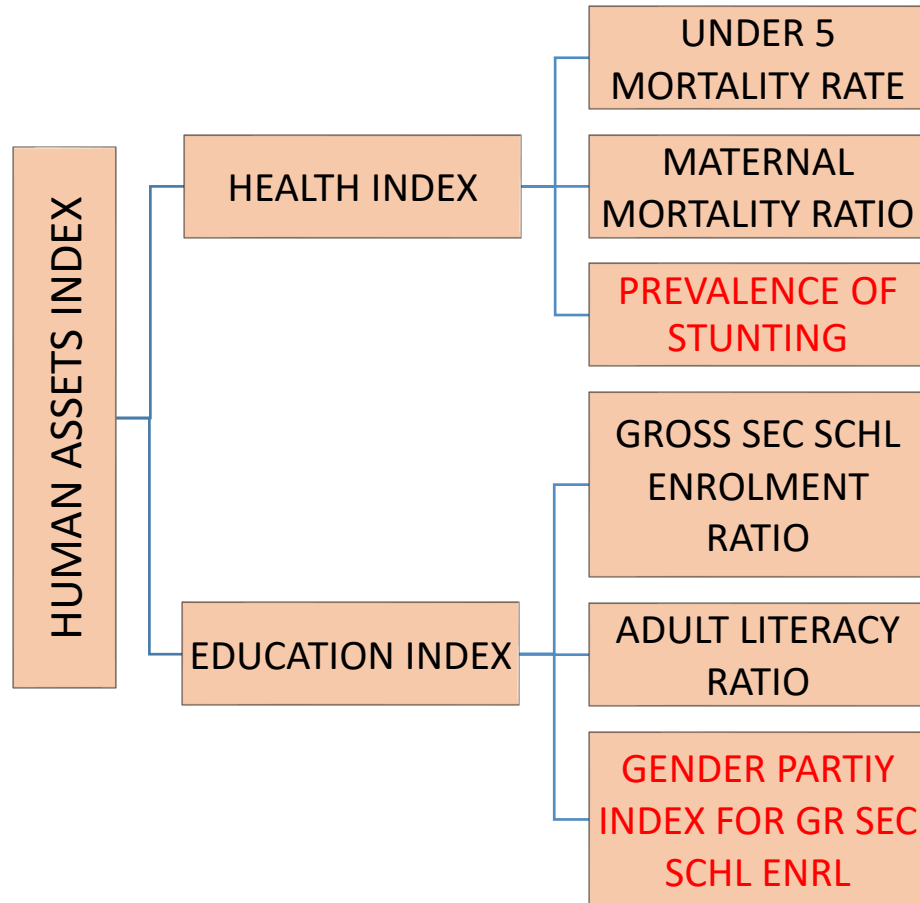 HUMAN ASSETS INDEX
HEALTH INDEX
UNDER 5
MORTALITY RATE
MATERNAL
MORTALITY RATIO
PREVALENCE OF
STUNTING
EDUCATION INDEX
GROSS SEC SCHL
ENROLMENT
RATIO
ADULT LITERACY
RATIO
GENDER PARTIY
INDEX FOR GR SEC
SCHL ENRL